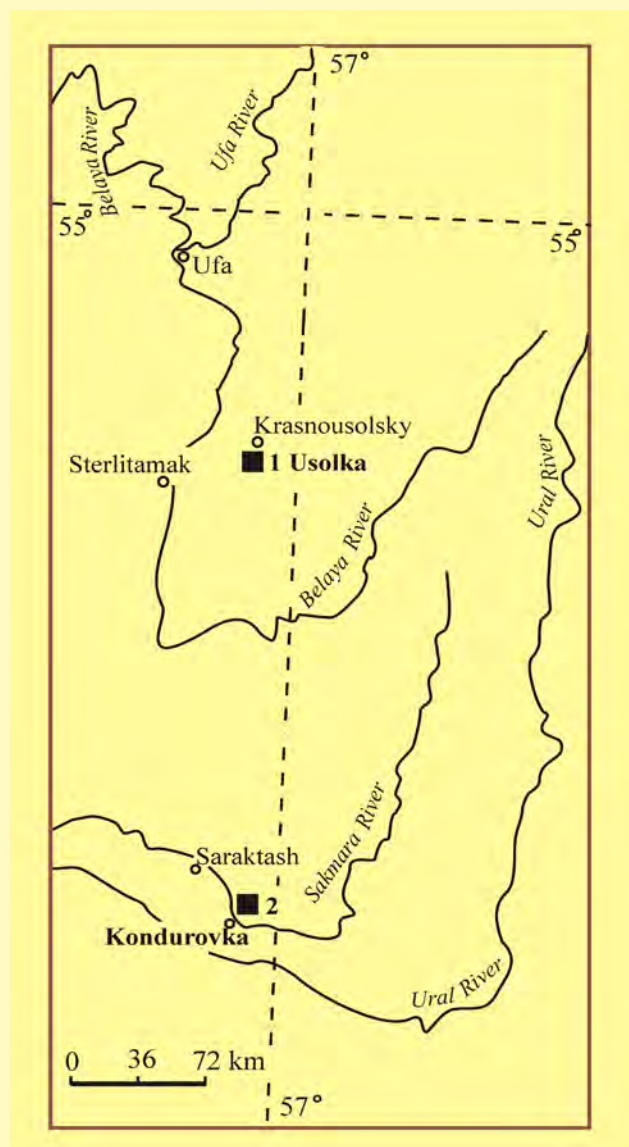 57°
Ufa River
Belaya River
55°
55°
Ufa
Krasnousolsky
1 Usolka
Sterlitamak
Ural River
Belaya River
Sakmara River
Saraktash
2
Kondurovka
Ural River
0 36 72 km
57°